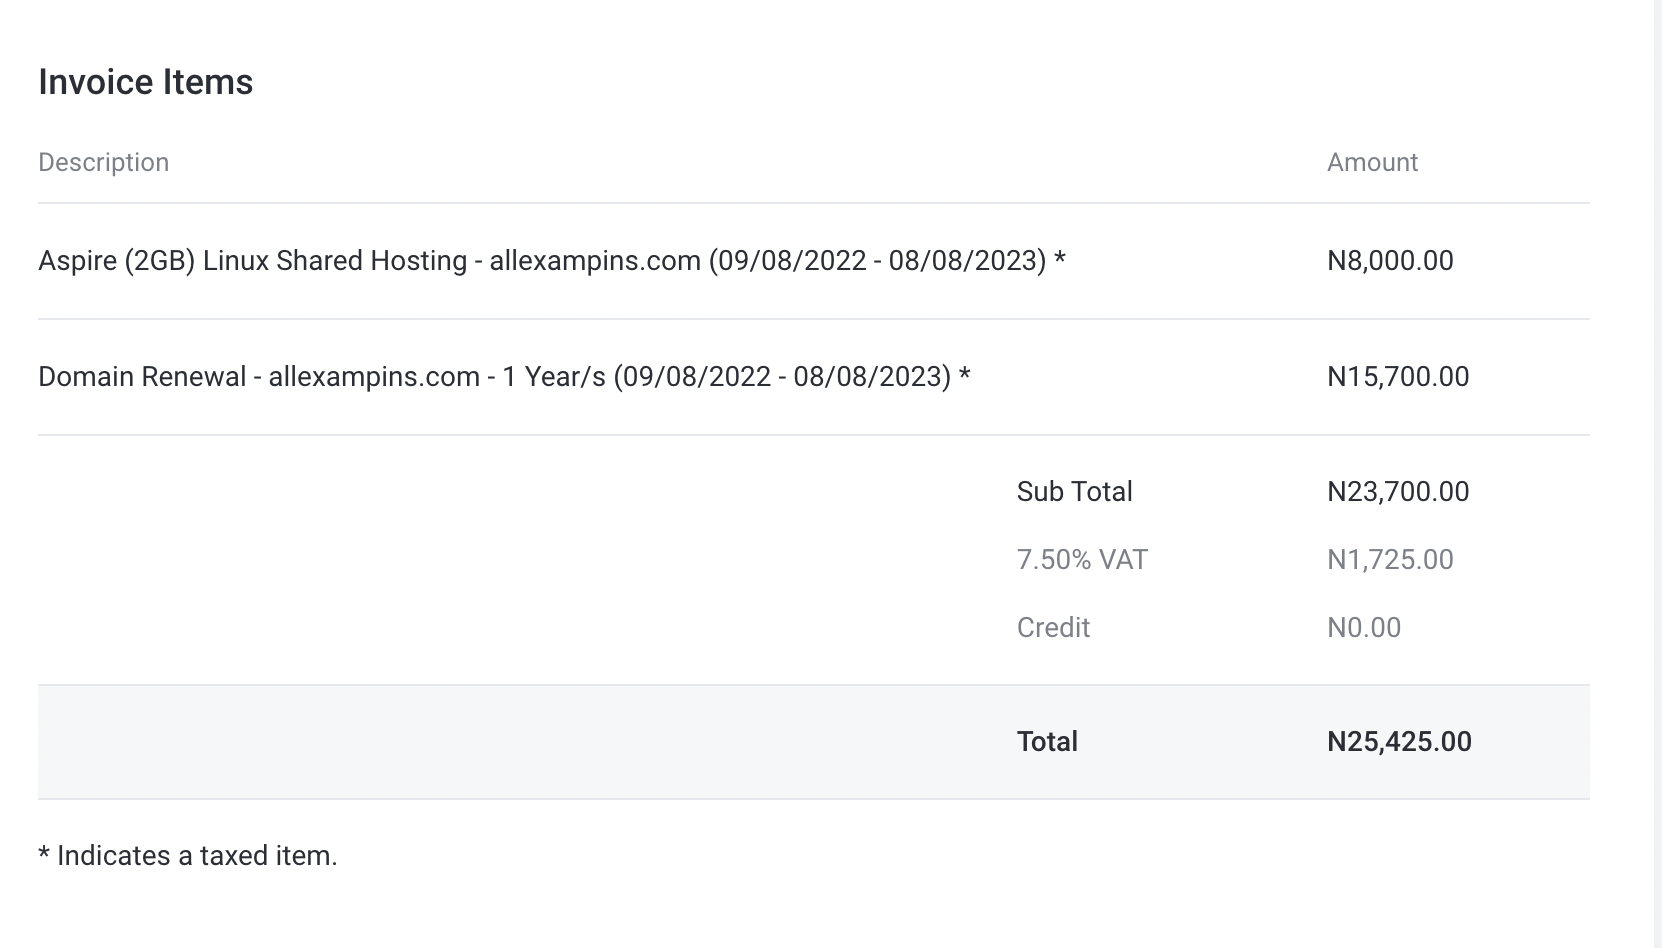 Invoice Items
Description Amount
Aspire (2GB) Linux Shared Hosting - allexampins.com (09/08/2022 - 08/08/2023) * N8,000.00
Domain Renewal - allexampins.com - 1 Year/s (09/08/2022 - 08/08/2023) * N15,700.00
Sub Total N23,700.00
7.50% VAT N1,725.00
Credit N0.00
Total N25,425.00
* Indicates a taxed item.